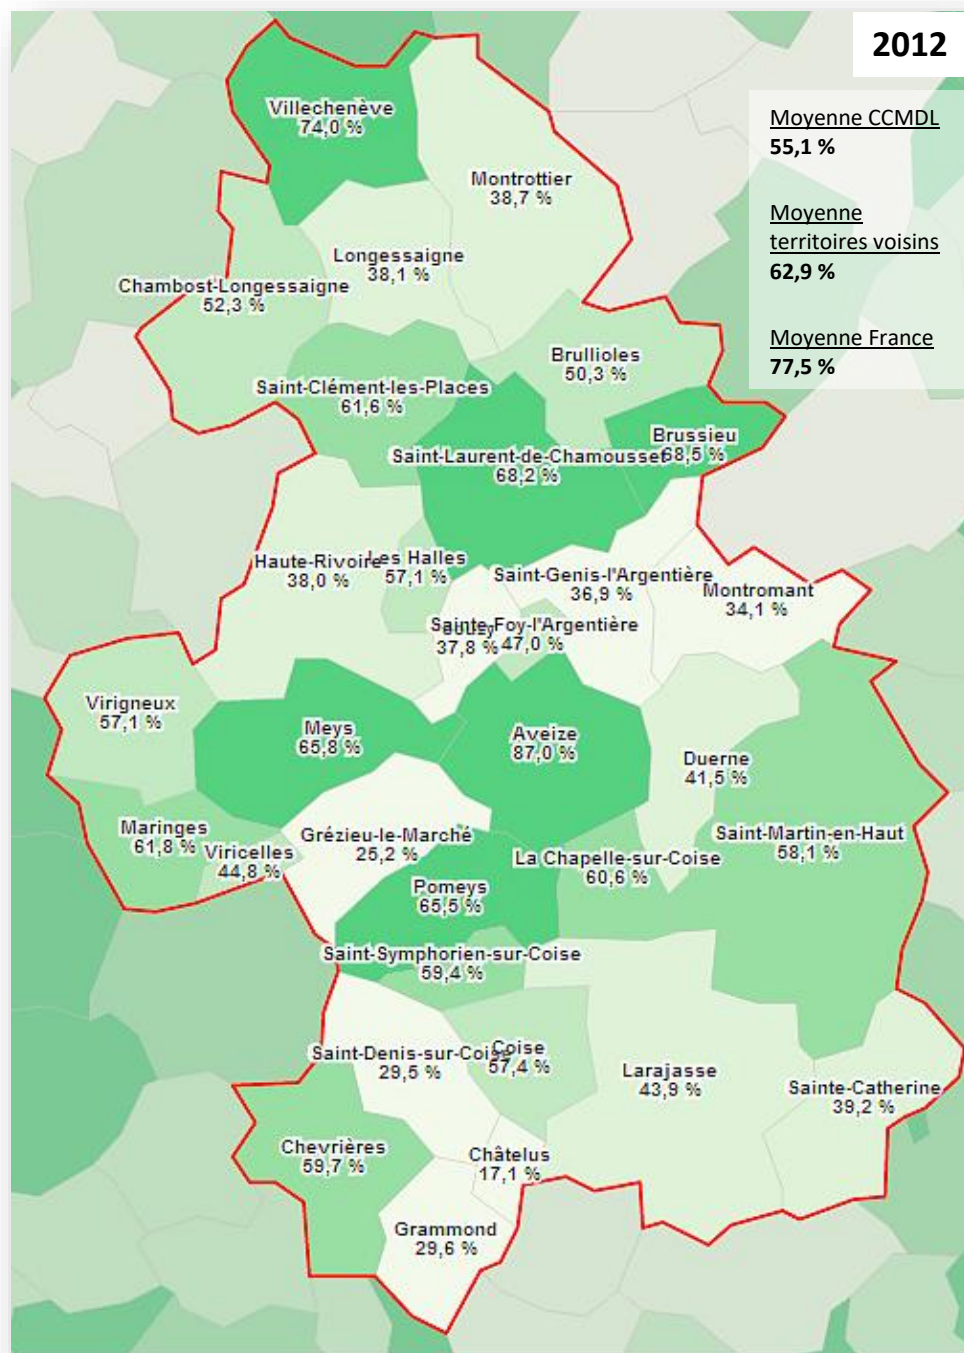 2012
Moyenne CCMDL
55,1 %
Moyenne
territoires voisins
62,9 %
Moyenne France
77,5 %
Villechenève
74,0 %
Montrottier
38,7 %
Longessaigne
38,1 %
Chambost-Longessaigne
52,3 %
Brullioles
50,3 %
Saint-Clément-les-Places
61,6 %
Brussieu
68,5 %
Saint-Laurent-de-Chamousset
68,2 %
Haute-Rivoire
38,0 %
Les Halles
57,1 %
Saint-Genis-l'Argentière
36,9 %
Montromant
34,1 %
37,8 %
Sainte-Foy-l'Argentière
47,0 %
Virigneux
57,1 %
Meys
65,8 %
Aveize
87,0 %
Duerne
41,5 %
Maringes
61,8 %
Viricelles
44,8 %
Grézieu-le-Marché
25,2 %
La Chapelle-sur-Coise
60,6 %
Saint-Martin-en-Haut
58,1 %
Pomeys
65,5 %
Saint-Symphorien-sur-Coise
59,4 %
Saint-Denis-sur-Coise
29,5 %
Coise
57,4 %
Larajasse
43,9 %
Sainte-Catherine
39,2 %
Chevrières
59,7 %
Châtelus
17,1 %
Grammond
29,6 %